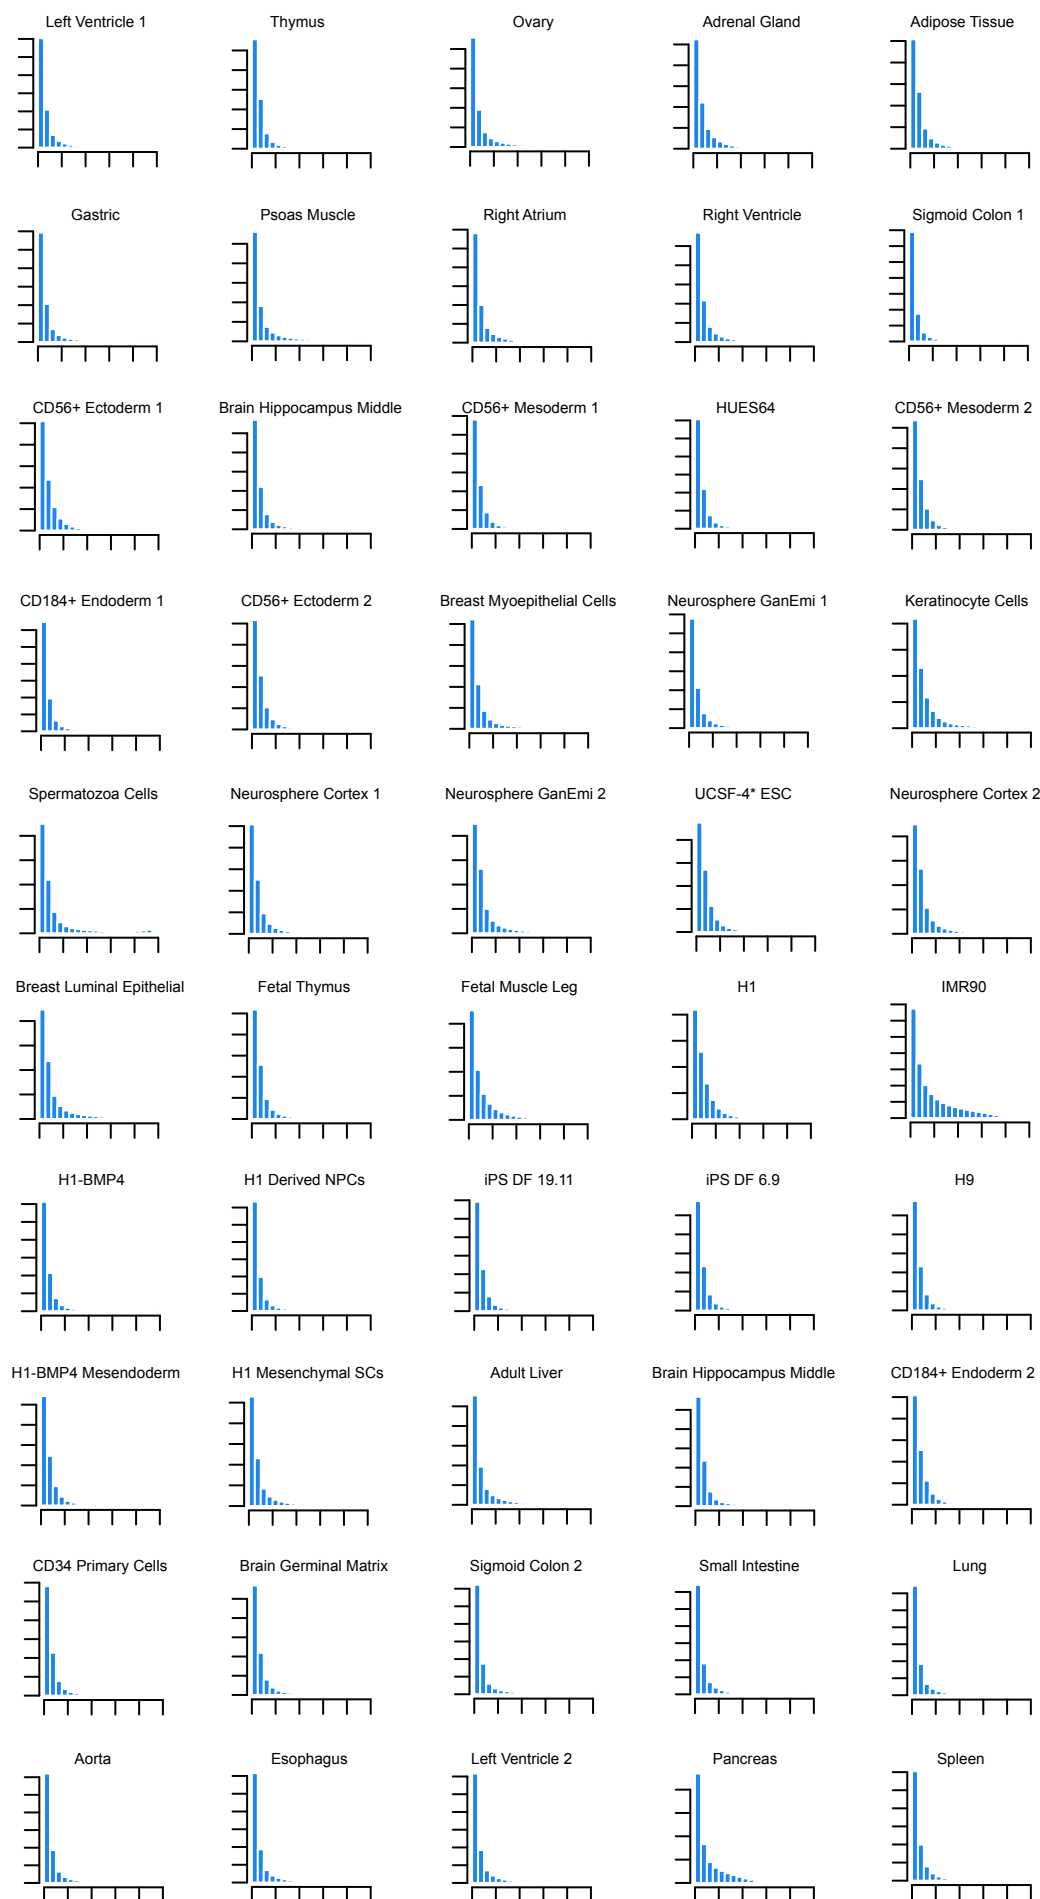 Left Ventricle 1
Thymus
Ovary
Adrenal Gland
Adipose Tissue
Gastric
Psoas Muscle
Right Atrium
Right Ventricle
Sigmoid Colon 1
CD56+ Ectoderm 1
Brain Hippocampus Middle
CD56+ Mesoderm 1
HUES64
CD56+ Mesoderm 2
CD184+ Endoderm 1
CD56+ Ectoderm 2
Breast Myoepithelial Cells
Neurosphere GanEmi 1
Keratinocyte Cells
Spermatozoa Cells
Neurosphere Cortex 1
Neurosphere GanEmi 2
UCSF-4* ESC
Neurosphere Cortex 2
Breast Luminal Epithelial
Fetal Thymus
Fetal Muscle Leg
H1
IMR90
H1-BMP4
H1 Derived NPCs
iPS DF 19.11
iPS DF 6.9
H9
H1-BMP4 Mesendoderm
H1 Mesenchymal SCs
Adult Liver
Brain Hippocampus Middle
CD184+ Endoderm 2
CD34 Primary Cells
Brain Germinal Matrix
Sigmoid Colon 2
Small Intestine
Lung
Aorta
Esophagus
Left Ventricle 2
Pancreas
Spleen